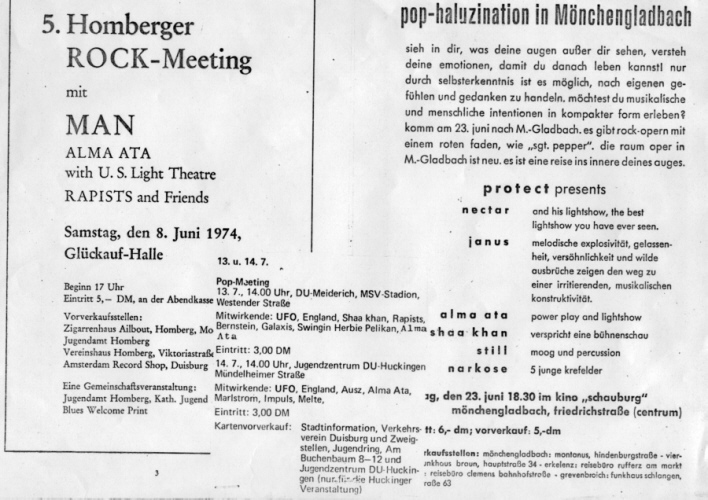 5. Homberger
ROCK-Meeting
mit
MAN
ALMA ATA
with U. S. Light Theatre
RAPISTS and Friends
Samstag, den 8. Juni 1974,
Glückauf-Halle
Beginn 17 Uhr
Eintritt 5,— DM, an der Abendkasse
Vorverkaufsstellen:
Zigarrenhaus Ailbout, Homberg, Mo
Jugendamt Homberg
Vereinshaus Homberg, Viktoriastraße
Amsterdam Record Shop, Duisburg
Eine Gemeinschaftsveranstaltung:
Jugendamt Homberg, Kath. Jugend
Blues Welcome Print
3
13. u. 14. 7.
Pop-Meeting
13. 7., 14.00 Uhr, DU-Meiderich, MSV-Stadion,
Westender Straße
Mitwirkende: UFO, England, Shaa khan, Rapists,
Bernstein, Galaxis, Swingin Herbie Pelikan, Alma
Ata
Eintritt: 3,00 DM
14. 7., 14.00 Uhr, Jugendzentrum DU-Huckingen
Mündelheimer Straße
Mitwirkende: UFO, England, Ausz, Alma Ata,
Marlstrom, Impuls, Melte,
Eintritt: 3,00 DM
Kartenvorverkauf: Stadtinformation, Verkehrs-
verein Duisburg und Zweig-
stellen, Jugendring, Am
Buchenbaum 8–12 und
Jugendzentrum DU-Huckin-
gen (nur für die Huckinger
Veranstaltung)
pop-haluzination in Mönchengladbach
sieh in dir, was deine augen außer dir sehen, versteh
deine emotionen, damit du danach leben kannst! nur
durch selbsterkenntnis ist es möglich, nach eigenen ge-
fühlen und gedanken zu handeln. möchtest du musikalische
und menschliche intentionen in kompakter form erleben?
komm am 23. juni nach M.-Gladbach. es gibt rock-opern mit
einem roten faden, wie „sgt. pepper". die raum oper in
M.-Gladbach ist neu. es ist eine reise ins innere deines auges.
protect presents
nectar and his lightshow, the best
lightshow you have ever seen.
janus melodische explosivität, gelassen-
heit, versöhnlichkeit und wilde
ausbrüche zeigen den weg zu
einer irritierenden, musikalischen
konstruktivität.
alma ata power play and lightshow
shaa khan verspricht eine bühnenschau
still moog und percussion
narkose 5 junge krefelder
ag, den 23. juni 18.30 im kino „schauburg"
mönchengladbach, friedrichstraße (centrum)
tt: 6,- dm; vorverkauf: 5,-dm
rkaufsstellen: mönchengladbach: montanus, hindenburgstraße - vier-
nkhaus braun, hauptstraße 34 - erkelenz: reisebüro rufferz am markt
: reisebüro clemens bahnhofstraße - grevenbroich: funkhaus schlangen,
raße 63